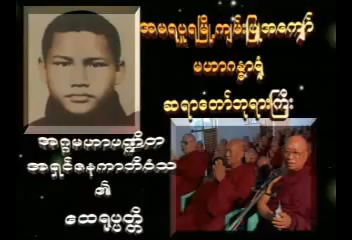 အမရပူရမြို့ကျမ်းပြုအကျော်
မဟာဂန္ဓာရုံ
ဆရာတော်ဘုရားကြီး
အဂ္ဂမဟာပဏ္ဍိတ
အရှင်ဇနကာဘိဝံသ
၏
ထေရုပ္ပတ္တိ